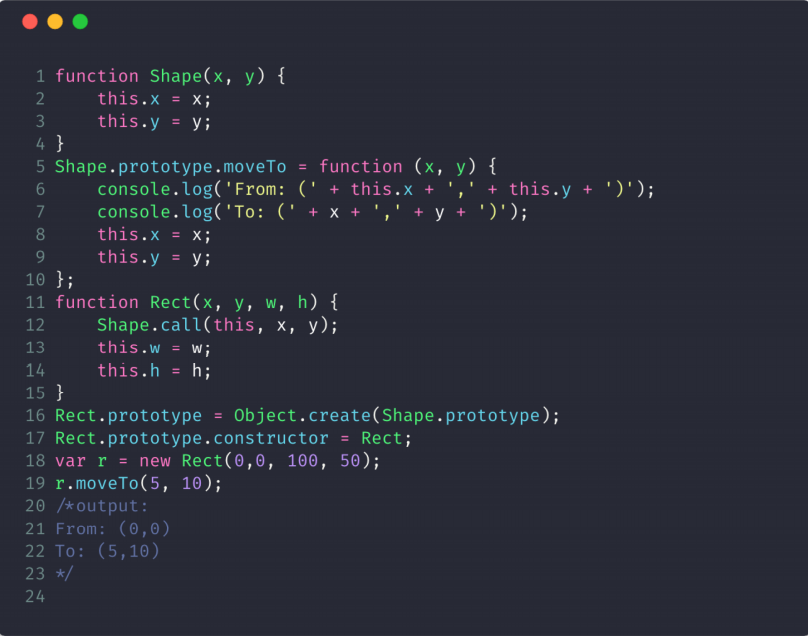 1 function Shape(x, y) {
2     this.x = x;
3     this.y = y;
4 }
5 Shape.prototype.moveTo = function (x, y) {
6     console.log('From: (' + this.x + ',' + this.y + ')');
7     console.log('To: (' + x + ',' + y + ')');
8     this.x = x;
9     this.y = y;
10 };
11 function Rect(x, y, w, h) {
12     Shape.call(this, x, y);
13     this.w = w;
14     this.h = h;
15 }
16 Rect.prototype = Object.create(Shape.prototype);
17 Rect.prototype.constructor = Rect;
18 var r = new Rect(0,0, 100, 50);
19 r.moveTo(5, 10);
20 /*output:
21 From: (0,0)
22 To: (5,10)
23 */
24